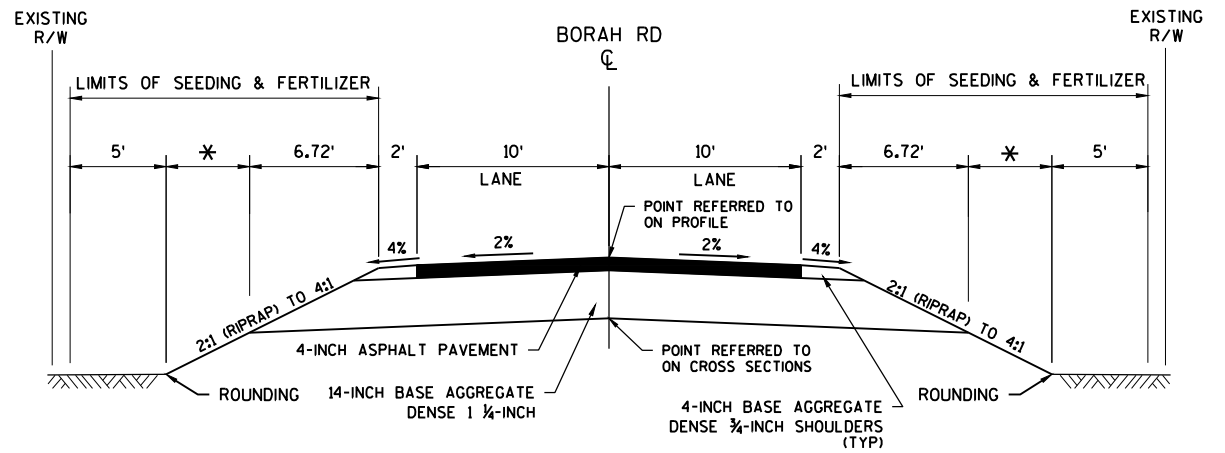 EXISTING
R/W
BORAH RD
℄
EXISTING
R/W
LIMITS OF SEEDING & FERTILIZER
LIMITS OF SEEDING & FERTILIZER
5'
*
6.72'
2'
10'
10'
2'
6.72'
*
5'
LANE
LANE
POINT REFERRED TO
ON PROFILE
4%
2%
2%
4%
2:1 (RIPRAP) TO 4:1
2:1 (RIPRAP) TO 4:1
4-INCH ASPHALT PAVEMENT
POINT REFERRED TO
ON CROSS SECTIONS
ROUNDING
14-INCH BASE AGGREGATE
DENSE 1 ¼-INCH
4-INCH BASE AGGREGATE
DENSE ¾-INCH SHOULDERS
(TYP)
ROUNDING